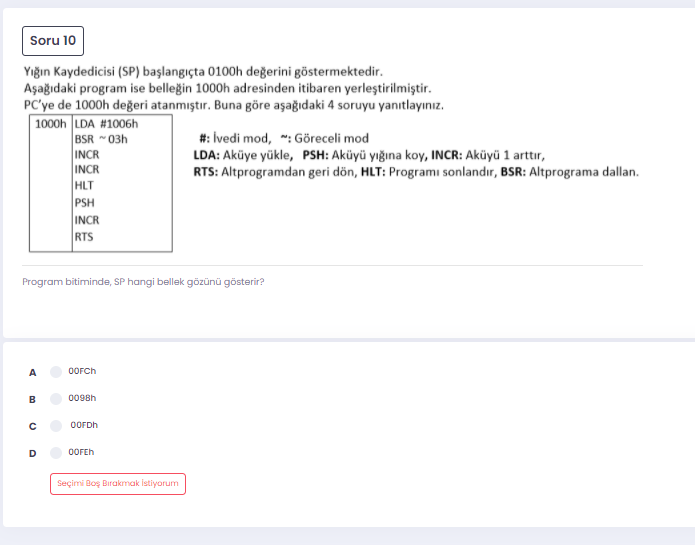 Soru 10
Yığın Kaydedicisi (SP) başlangıçta 0100h değerini göstermektedir.
Aşağıdaki program ise belleğin 1000h adresinden itibaren yerleştirilmiştir.
PC'ye de 1000h değeri atanmıştır. Buna göre aşağıdaki 4 soruyu yanıtlayınız.
1000h LDA #1006h
BSR ~03h
INCR
INCR
HLT
PSH
INCR
RTS
#: İvedi mod, ~: Göreceli mod
LDA: Aküye yükle, PSH: Aküyü yığına koy, INCR: Aküyü 1 arttır,
RTS: Altprogramdan geri dön, HLT: Programı sonlandır, BSR: Altprograma dallan.
Program bitiminde, SP hangi bellek gözünü gösterir?
A 00FCh
B 009Bh
C 00FDh
D 00FEh
Seçimi Boş Bırakmak İstiyorum